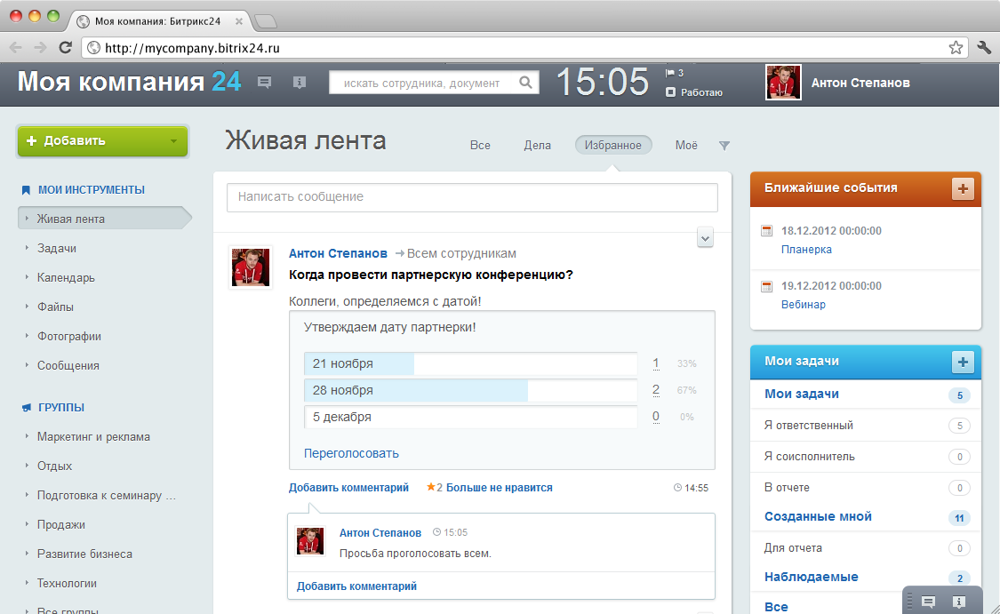 Моя компания: Битрикс24
http://mycompany.bitrix24.ru
Моя компания 24
искать сотрудника, документ
15:05
3
Работаю
Антон Степанов
Добавить
МОИ ИНСТРУМЕНТЫ
Живая лента
Задачи
Календарь
Файлы
Фотографии
Сообщения
ГРУППЫ
Маркетинг и реклама
Отдых
Подготовка к семинару ...
Продажи
Развитие бизнеса
Технологии
Все группы
Живая лента
Все
Дела
Избранное
Моё
Написать сообщение
Антон Степанов Всем сотрудникам
Когда провести партнерскую конференцию?
Коллеги, определяемся с датой!
Утверждаем дату партнерки!
21 ноября 1 33%
28 ноября 2 67%
5 декабря 0 0%
Переголосовать
Добавить комментарий 2 Больше не нравится 14:55
Антон Степанов 15:05
Просьба проголосовать всем.
Добавить комментарий
Ближайшие события
18.12.2012 00:00:00
Планерка
19.12.2012 00:00:00
Вебинар
Мои задачи
Мои задачи 5
Я ответственный 5
Я соисполнитель 0
В отчете 0
Созданные мной 11
Для отчета 0
Наблюдаемые 2
Все